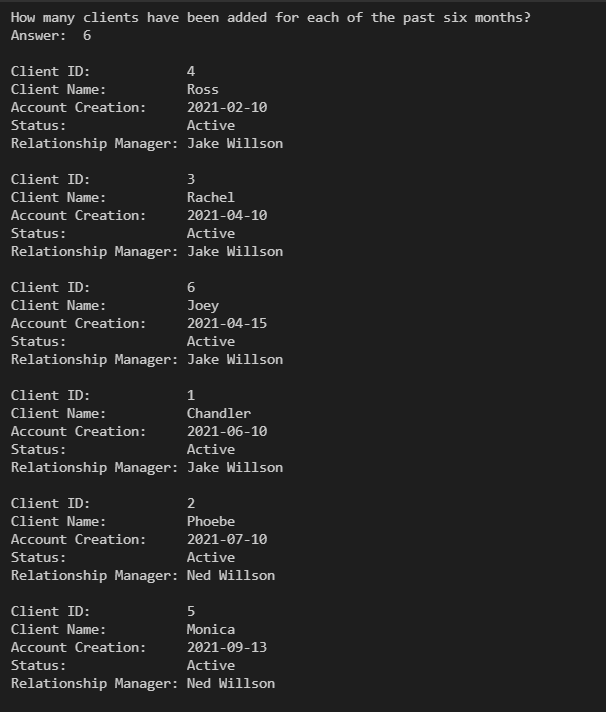 How many clients have been added for each of the past six months?
Answer:  6

Client ID:            4
Client Name:          Ross
Account Creation:     2021-02-10
Status:               Active
Relationship Manager: Jake Willson

Client ID:            3
Client Name:          Rachel
Account Creation:     2021-04-10
Status:               Active
Relationship Manager: Jake Willson

Client ID:            6
Client Name:          Joey
Account Creation:     2021-04-15
Status:               Active
Relationship Manager: Jake Willson

Client ID:            1
Client Name:          Chandler
Account Creation:     2021-06-10
Status:               Active
Relationship Manager: Jake Willson

Client ID:            2
Client Name:          Phoebe
Account Creation:     2021-07-10
Status:               Active
Relationship Manager: Ned Willson

Client ID:            5
Client Name:          Monica
Account Creation:     2021-09-13
Status:               Active
Relationship Manager: Ned Willson